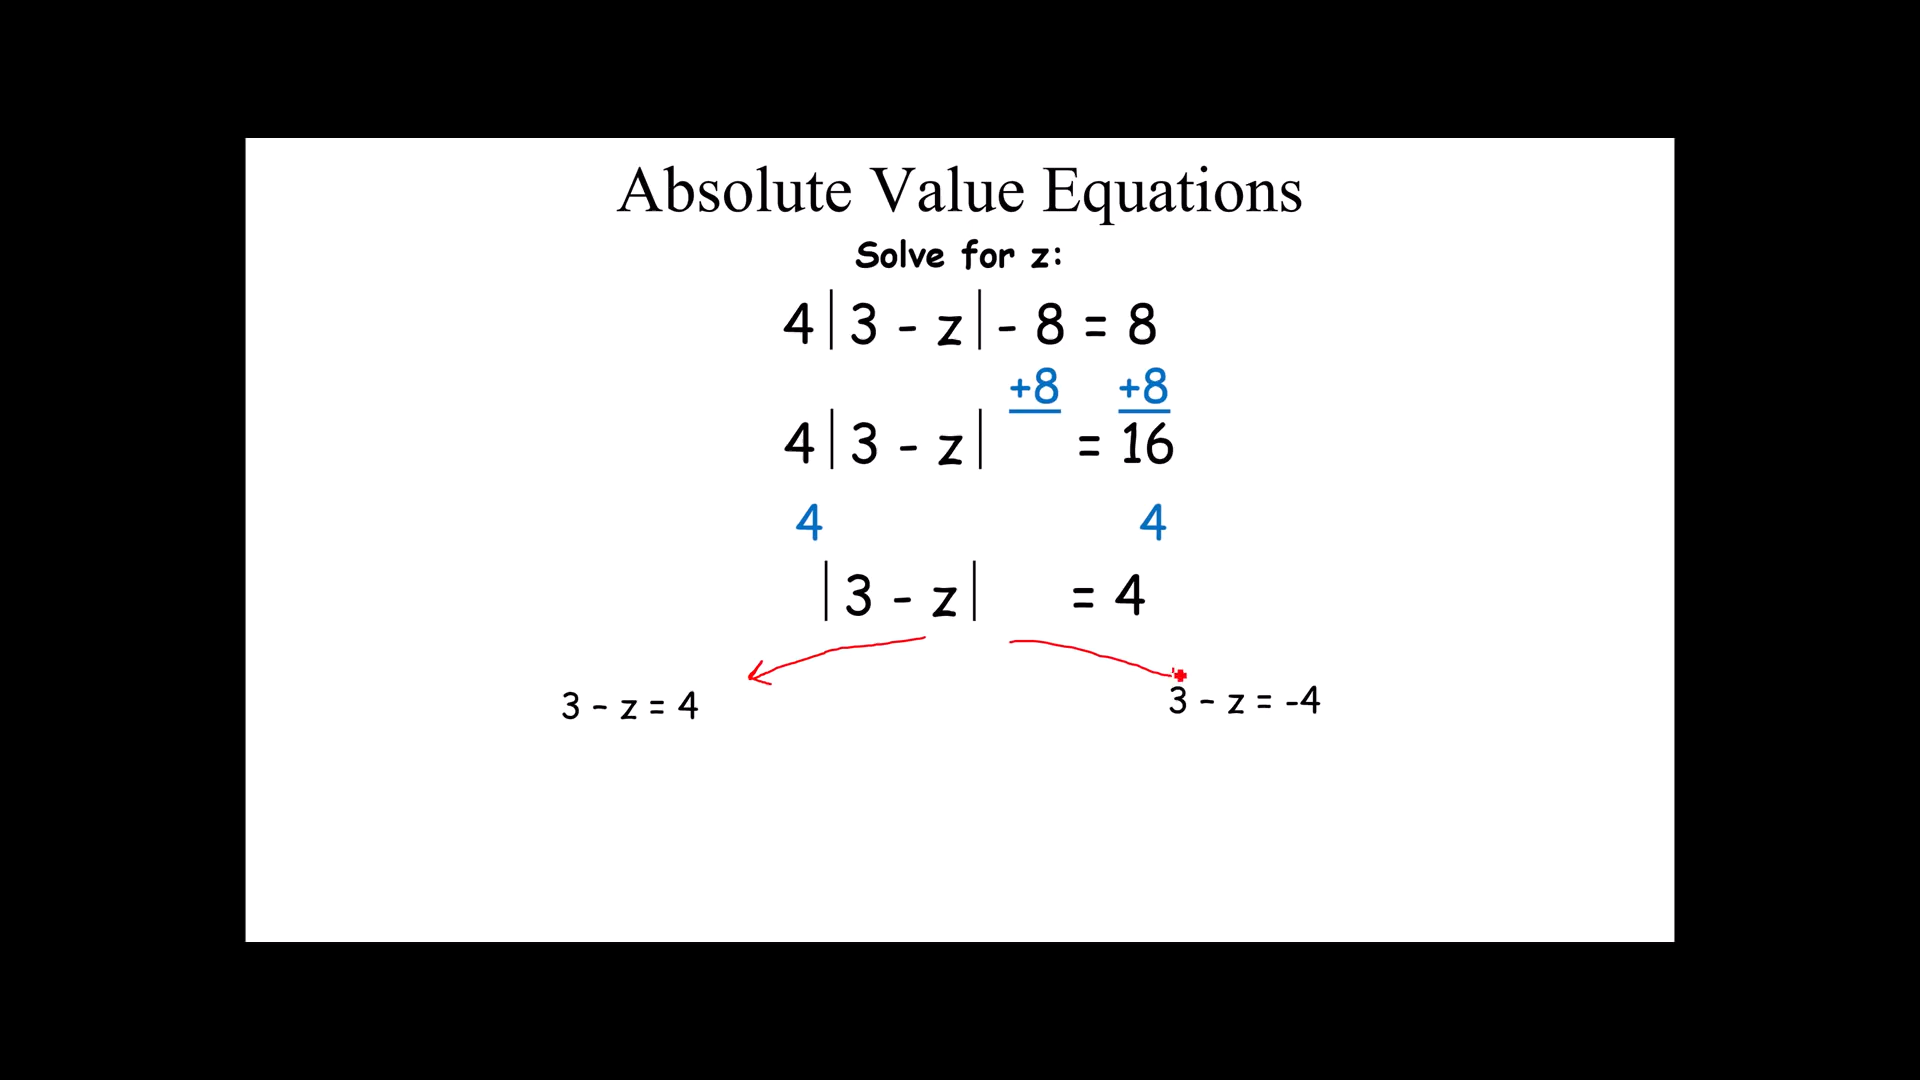 Absolute Value Equations
Solve for z:
4|3 - z| - 8 = 8
+8 +8
4|3 - z| = 16
4 4
|3 - z| = 4
3 - z = 4 3 - z = -4